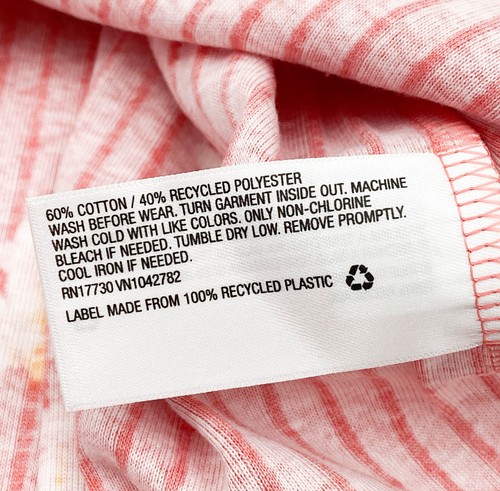 60% COTTON / 40% RECYCLED POLYESTER
WASH BEFORE WEAR. TURN GARMENT INSIDE OUT. MACHINE
WASH COLD WITH LIKE COLORS. ONLY NON-CHLORINE
BLEACH IF NEEDED. TUMBLE DRY LOW. REMOVE PROMPTLY.
COOL IRON IF NEEDED.
RN17730 VN1042782
LABEL MADE FROM 100% RECYCLED PLASTIC